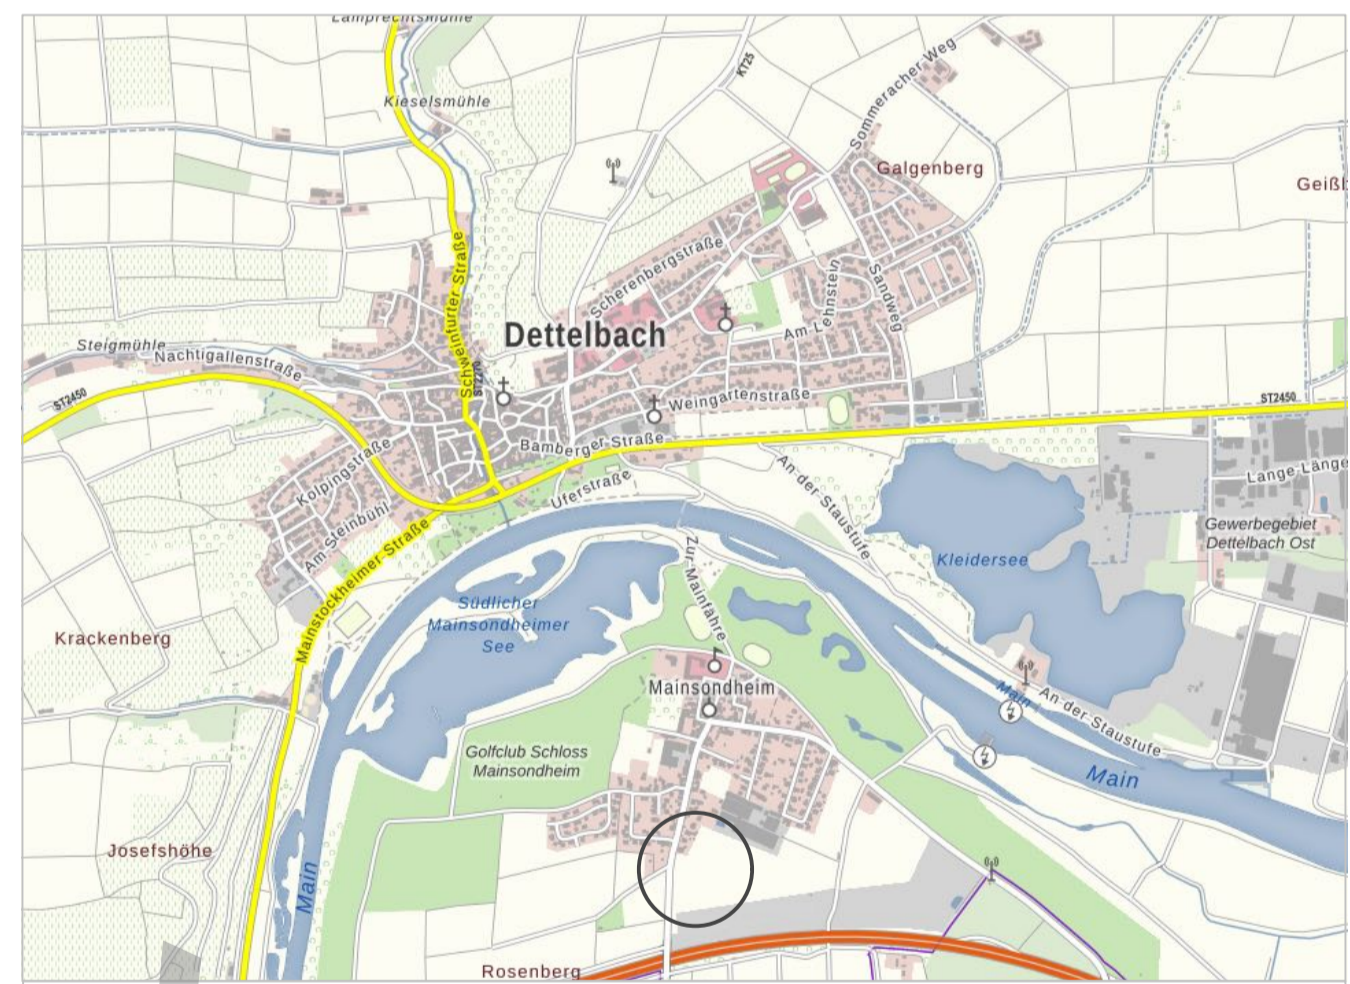 Lamprechtsmühle
Kieselsmühle
KT25
Sommeracher Weg
Galgenberg
Schweinfurter Straße
ST2270
Scherenbergstraße
Am Lehnstein
Sandweg
Dettelbach
Steigmühle
Nachtigallenstraße
ST2450
Weingartenstraße
ST2450
Bamberger Straße
Kolpingstraße
Am Steinbühl
Uferstraße
An der Staustufe
Lange Länge
Gewerbegebiet
Dettelbach Ost
Kleidersee
Mainstockheimer Straße
Zur Mainfähre
Südlicher
Mainsondheimer
See
Krackenberg
Mainsondheim
Main
An der Staustufe
Golfclub Schloss
Mainsondheim
Main
Josefshöhe
Main
Rosenberg